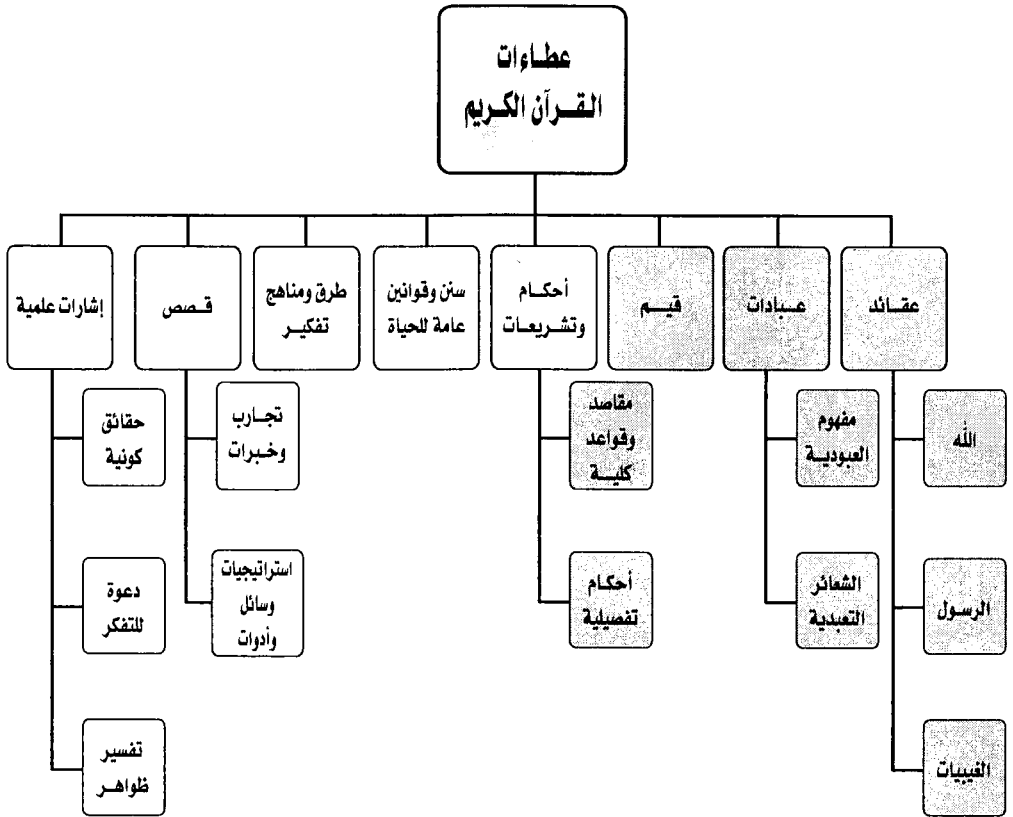 عطاءات
القرآن الكريم
عقائد
عبادات
قيم
أحكام
وتشريعات
سنن وقوانين
عامة للحياة
طرق ومناهج
تفكير
قصص
إشارات علمية
الله
الرسول
الغيبيات
مفهوم
العبودية
الشعائر
التعبدية
مقاصد
وقواعد
كلية
أحكام
تفصيلية
تجارب
وخبرات
استراتيجيات
وسائل
وأدوات
حقائق
كونية
دعوة
للتفكر
تفسير
ظواهر